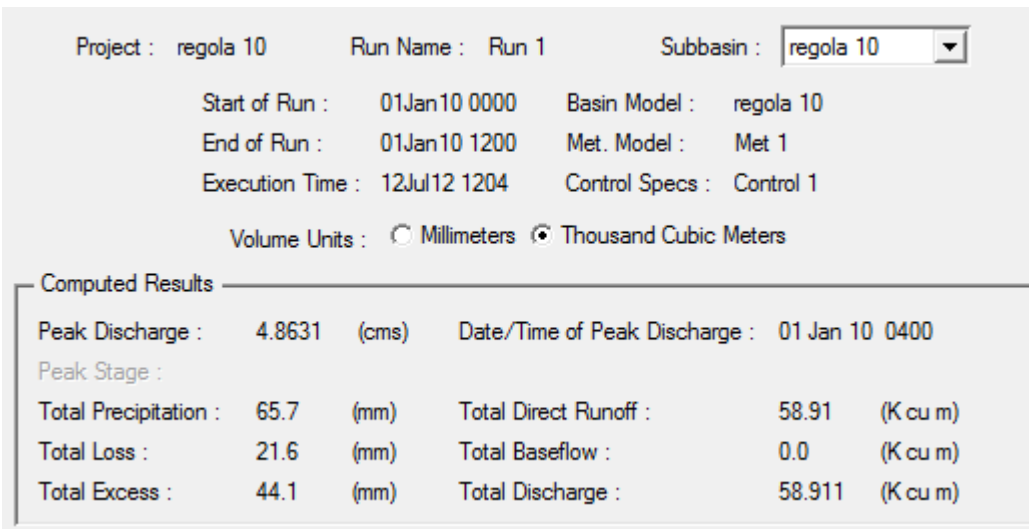 Project : regola 10 Run Name : Run 1 Subbasin : regola 10
Start of Run : 01Jan10 0000 Basin Model : regola 10
End of Run : 01Jan10 1200 Met. Model : Met 1
Execution Time : 12Jul12 1204 Control Specs : Control 1
Volume Units : Millimeters Thousand Cubic Meters
Computed Results
Peak Discharge : 4.8631 (cms) Date/Time of Peak Discharge : 01 Jan 10 0400
Peak Stage :
Total Precipitation : 65.7 (mm) Total Direct Runoff : 58.91 (K cu m)
Total Loss : 21.6 (mm) Total Baseflow : 0.0 (K cu m)
Total Excess : 44.1 (mm) Total Discharge : 58.911 (K cu m)